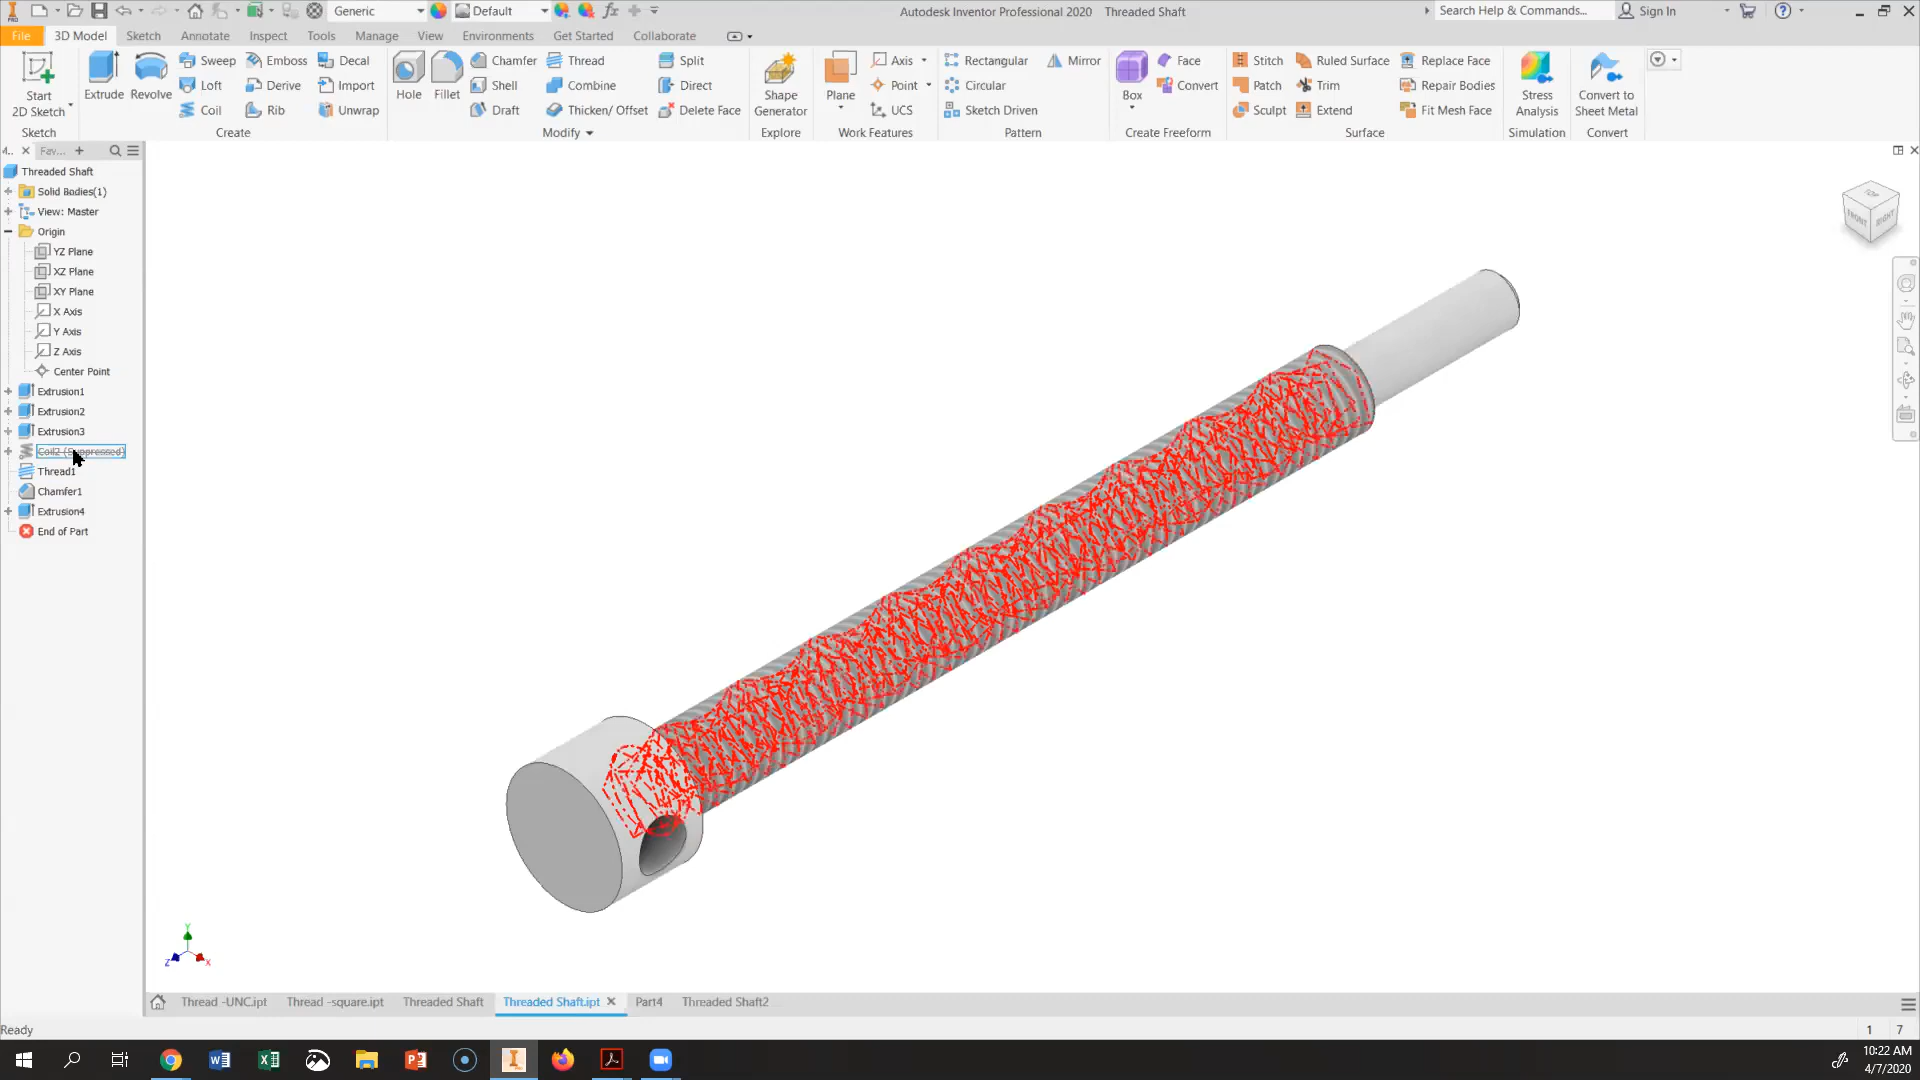 Generic
Default
Autodesk Inventor Professional 2020 Threaded Shaft
Search Help & Commands...
Sign In
File
3D Model
Sketch
Annotate
Inspect
Tools
Manage
View
Environments
Get Started
Collaborate
Start
2D Sketch
Sketch
Extrude
Revolve
Sweep
Emboss
Decal
Loft
Derive
Import
Coil
Rib
Unwrap
Create
Hole
Fillet
Chamfer
Thread
Split
Shell
Combine
Direct
Draft
Thicken/ Offset
Delete Face
Modify
Shape
Generator
Explore
Plane
Axis
Point
UCS
Work Features
Rectangular
Mirror
Circular
Sketch Driven
Pattern
Box
Face
Convert
Create Freeform
Stitch
Ruled Surface
Replace Face
Patch
Trim
Repair Bodies
Sculpt
Extend
Fit Mesh Face
Surface
Stress
Analysis
Simulation
Convert to
Sheet Metal
Convert
Fav...
Threaded Shaft
Solid Bodies(1)
View: Master
Origin
YZ Plane
XZ Plane
XY Plane
X Axis
Y Axis
Z Axis
Center Point
Extrusion1
Extrusion2
Extrusion3
Coil2 (Suppressed)
Thread1
Chamfer1
Extrusion4
End of Part
TOP
FRONT
RIGHT
Y
Z
X
Thread -UNC.ipt
Thread -square.ipt
Threaded Shaft
Threaded Shaft.ipt
Part4
Threaded Shaft2
Ready
1 7
10:22 AM
4/7/2020